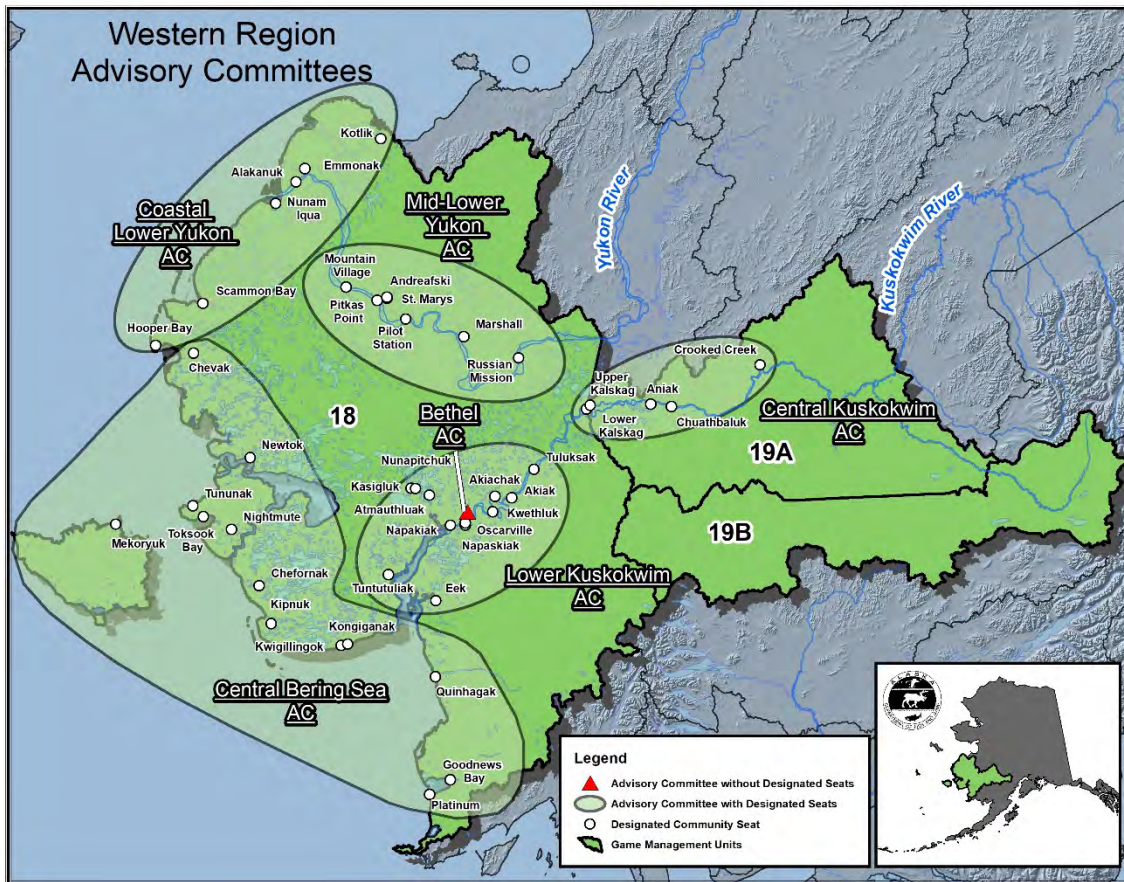 Western Region
Advisory Committees
Kotlik
Emmonak
Alakanuk
Nunam
Iqua
Coastal
Lower Yukon
AC
Mid-Lower
Yukon
AC
Yukon River
Kuskokwim River
Scammon Bay
Hooper Bay
Mountain
Village
Andreafski
St. Marys
Pitkas
Point
Pilot
Station
Marshall
Russian
Mission
Chevak
18
Bethel
AC
Crooked Creek
Upper
Kalskag
Aniak
Lower
Kalskag
Chuathbaluk
Central Kuskokwim
AC
19A
19B
Newtok
Nunapitchuk
Tuluksak
Kasigluk
Akiachak
Akiak
Atmauthluak
Kwethluk
Tununak
Nightmute
Toksook
Bay
Mekoryuk
Napakiak
Oscarville
Napaskiak
Chefornak
Tuntutuliak
Eek
Lower Kuskokwim
AC
Kipnuk
Kongiganak
Kwigillingok
Central Bering Sea
AC
Quinhagak
Goodnews
Bay
Platinum
Legend
Advisory Committee without Designated Seats
Advisory Committee with Designated Seats
Designated Community Seat
Game Management Units
ALASKA